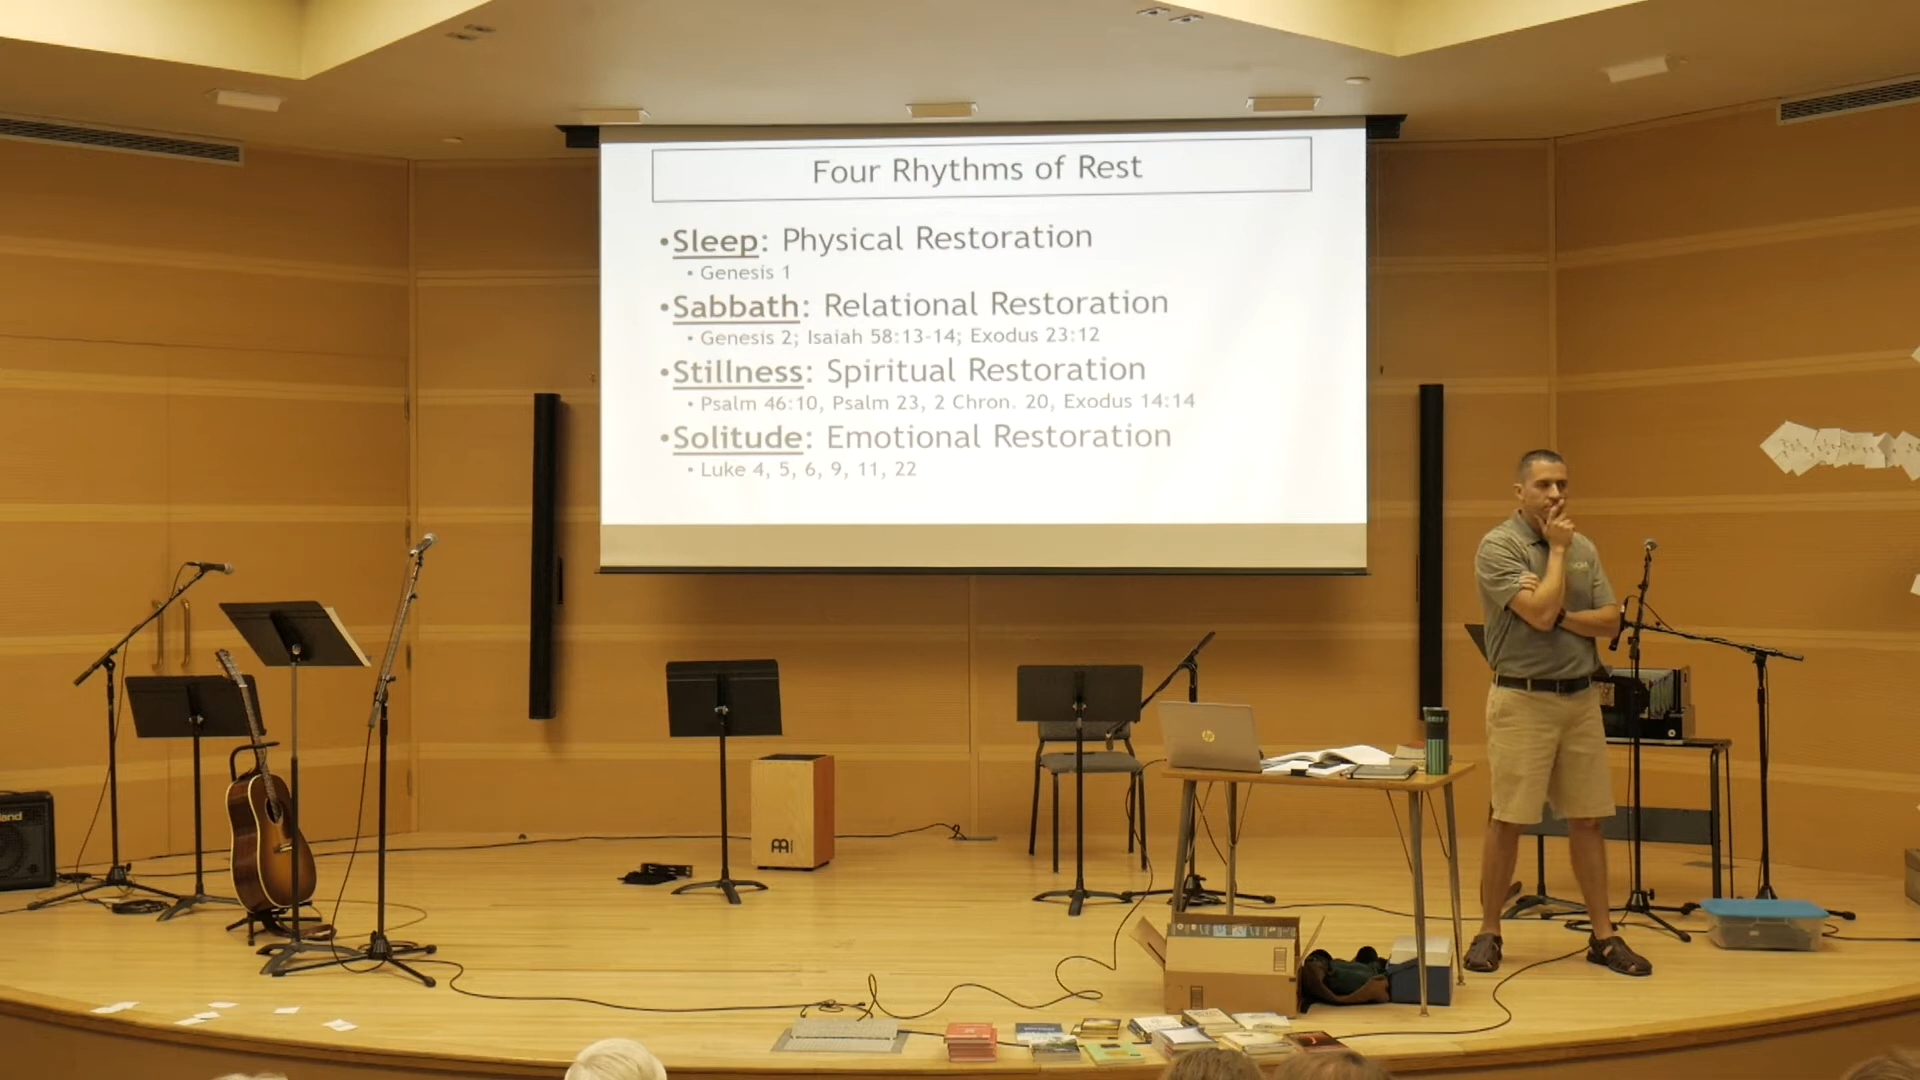 Four Rhythms of Rest
•Sleep: Physical Restoration
• Genesis 1
•Sabbath: Relational Restoration
• Genesis 2; Isaiah 58:13-14; Exodus 23:12
•Stillness: Spiritual Restoration
• Psalm 46:10, Psalm 23, 2 Chron. 20, Exodus 14:14
•Solitude: Emotional Restoration
• Luke 4, 5, 6, 9, 11, 22
hp